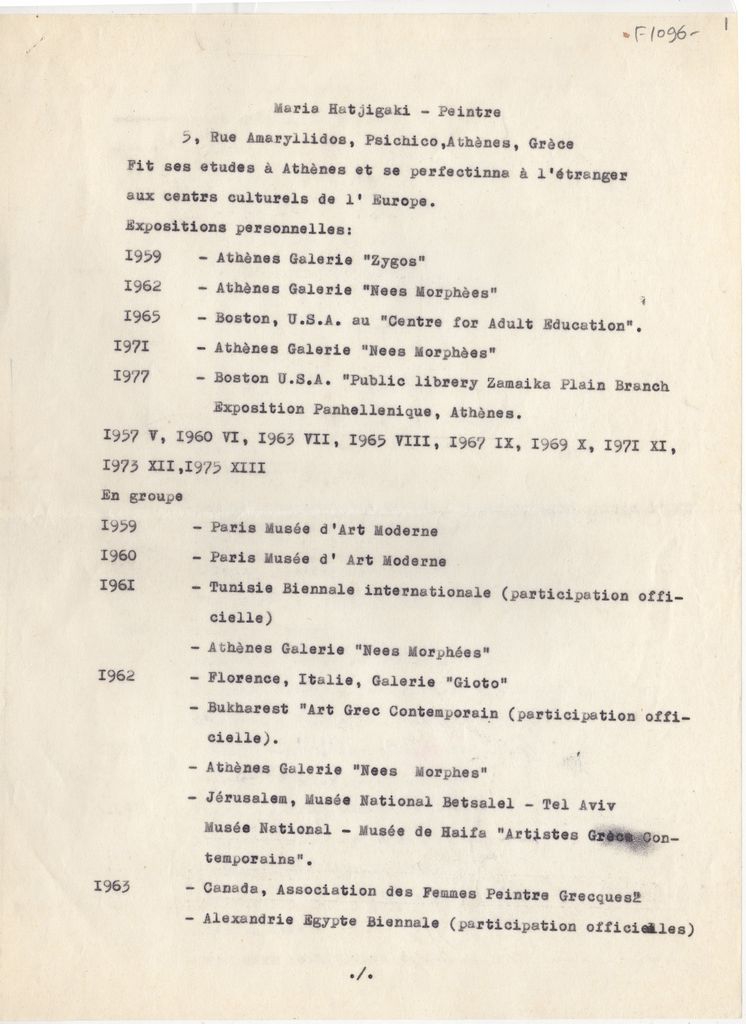 F1096- 1
Maria Hatjigaki - Peintre
5, Rue Amaryllidos, Psichico,Athènes, Grèce
Fit ses etudes à Athènes et se perfectinna à l'étranger
aux centrs culturels de l' Europe.
Expositions personnelles:
I959 - Athènes Galerie "Zygos"
I962 - Athènes Galerie "Nees Morphèes"
I965 - Boston, U.S.A. au "Centre for Adult Education".
I97I - Athènes Galerie "Nees Morphèes"
I977 - Boston U.S.A. "Public librery Zamaika Plain Branch
Exposition Panhellenique, Athènes.
I957 V, I960 VI, I963 VII, I965 VIII, I967 IX, I969 X, I97I XI,
I973 XII,I975 XIII
En groupe
I959 - Paris Musée d'Art Moderne
I960 - Paris Musée d' Art Moderne
I96I - Tunisie Biennale internationale (participation offi-
cielle)
- Athènes Galerie "Nees Morphées"
I962 - Florence, Italie, Galerie "Gioto"
- Bukharest "Art Grec Contemporain (participation offi-
cielle).
- Athènes Galerie "Nees Morphes"
- Jérusalem, Musée National Betsalel - Tel Aviv
Musée National - Musée de Haifa "Artistes Grècs Con-
temporains".
I963 - Canada, Association des Femmes Peintre Grecques"
- Alexandrie Egypte Biennale (participation officielles)
./.